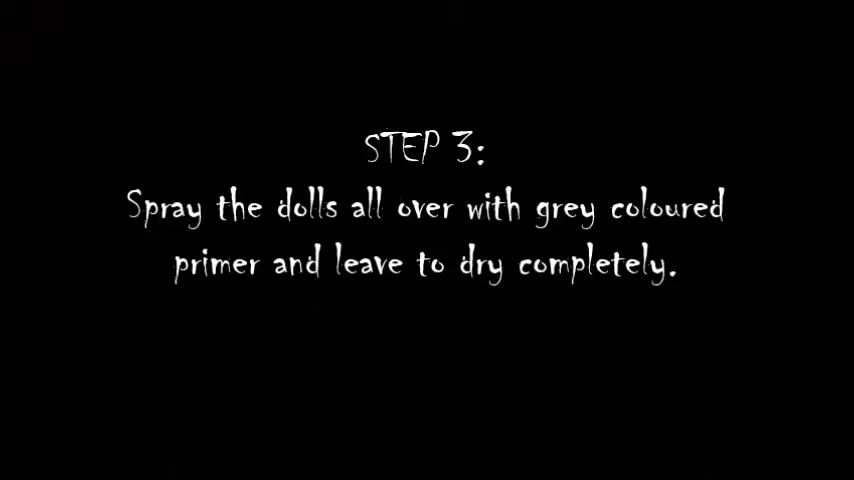 STEP 3:
Spray the dolls all over with grey coloured
primer and leave to dry completely.